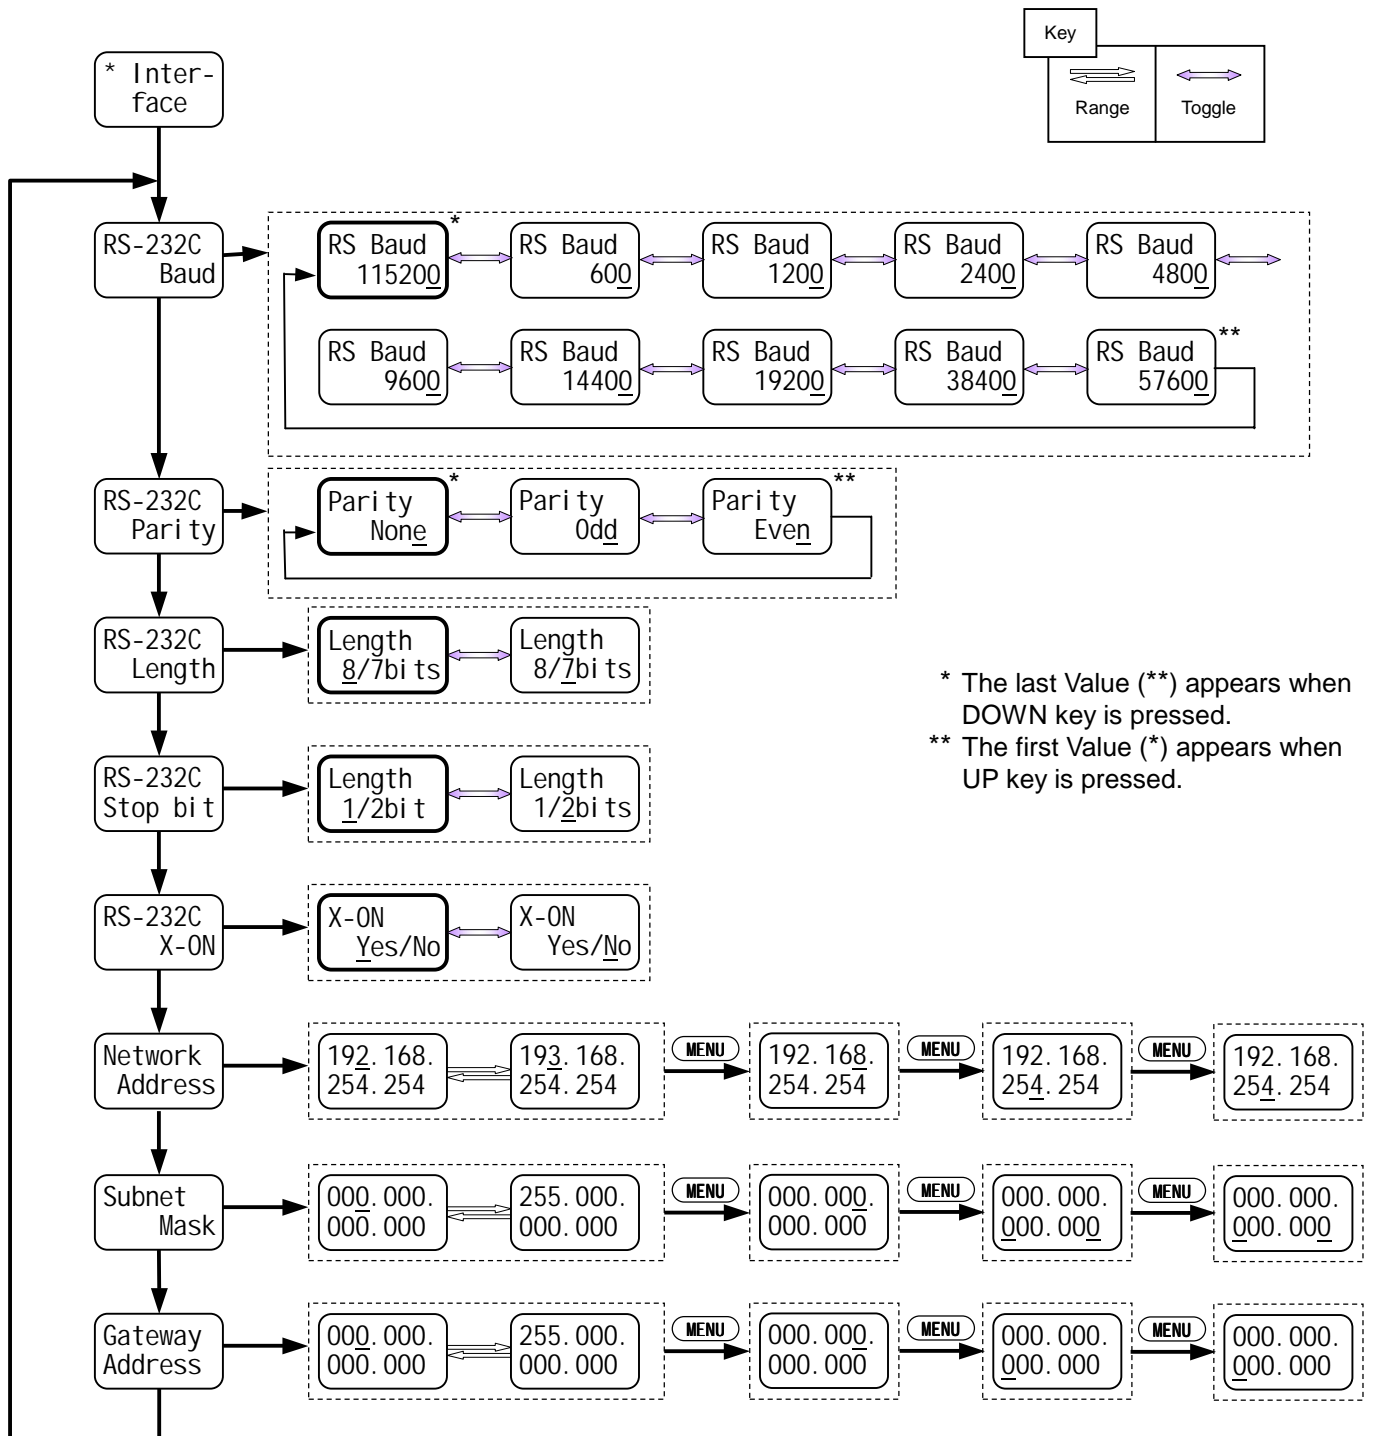 Key
Range
Toggle
* Inter-
face
RS-232C
Baud
RS Baud
115200
*
RS Baud
600
RS Baud
1200
RS Baud
2400
RS Baud
4800
RS Baud
9600
RS Baud
14400
RS Baud
19200
RS Baud
38400
RS Baud
57600
**
RS-232C
Parity
Parity
None
*
Parity
Odd
Parity
Even
**
RS-232C
Length
Length
8/7bits
Length
8/7bits
* The last Value (**) appears when
DOWN key is pressed.
** The first Value (*) appears when
UP key is pressed.
RS-232C
Stop bit
Length
1/2bit
Length
1/2bits
RS-232C
X-ON
X-ON
Yes/No
X-ON
Yes/No
Network
Address
192.168.
254.254
193.168.
254.254
MENU
192.168.
254.254
MENU
192.168.
254.254
MENU
192.168.
254.254
Subnet
Mask
000.000.
000.000
255.000.
000.000
MENU
000.000.
000.000
MENU
000.000.
000.000
MENU
000.000.
000.000
Gateway
Address
000.000.
000.000
255.000.
000.000
MENU
000.000.
000.000
MENU
000.000.
000.000
MENU
000.000.
000.000